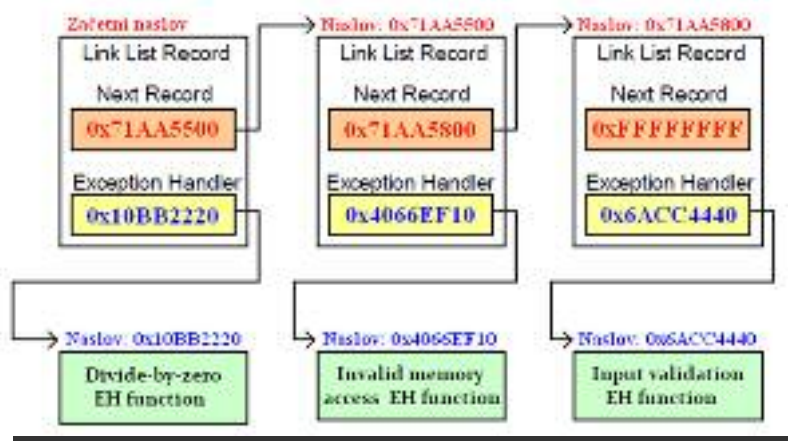 Začetni naslov
Naslov: 0x71AA5500
Naslov: 0x71AA5800
Link List Record
Link List Record
Link List Record
Next Record
Next Record
Next Record
0x71AA5500
0x71AA5800
0xFFFFFFFF
Exception Handler
Exception Handler
Exception Handler
0x10BB2220
0x4066EF10
0x6ACC4440
Naslov: 0x10BB2220
Naslov: 0x4066EF10
Naslov: 0x6ACC4440
Divide-by-zero
EH function
Invalid memory
access EH function
Input validation
EH function